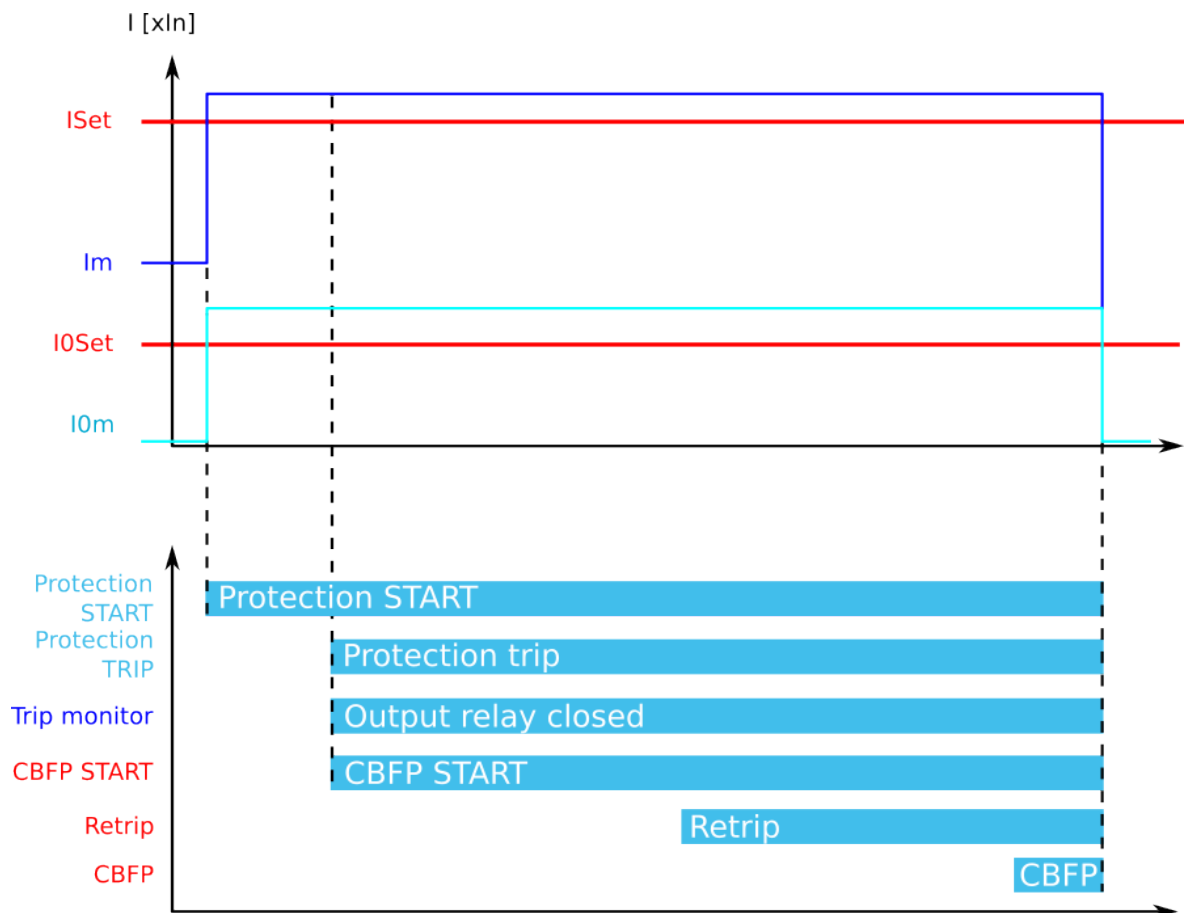 I [xIn]
ISet
Im
I0Set
I0m
Protection
START
Protection START
Protection
TRIP
Protection trip
Trip monitor
Output relay closed
CBFP START
CBFP START
Retrip
Retrip
CBFP
CBFP